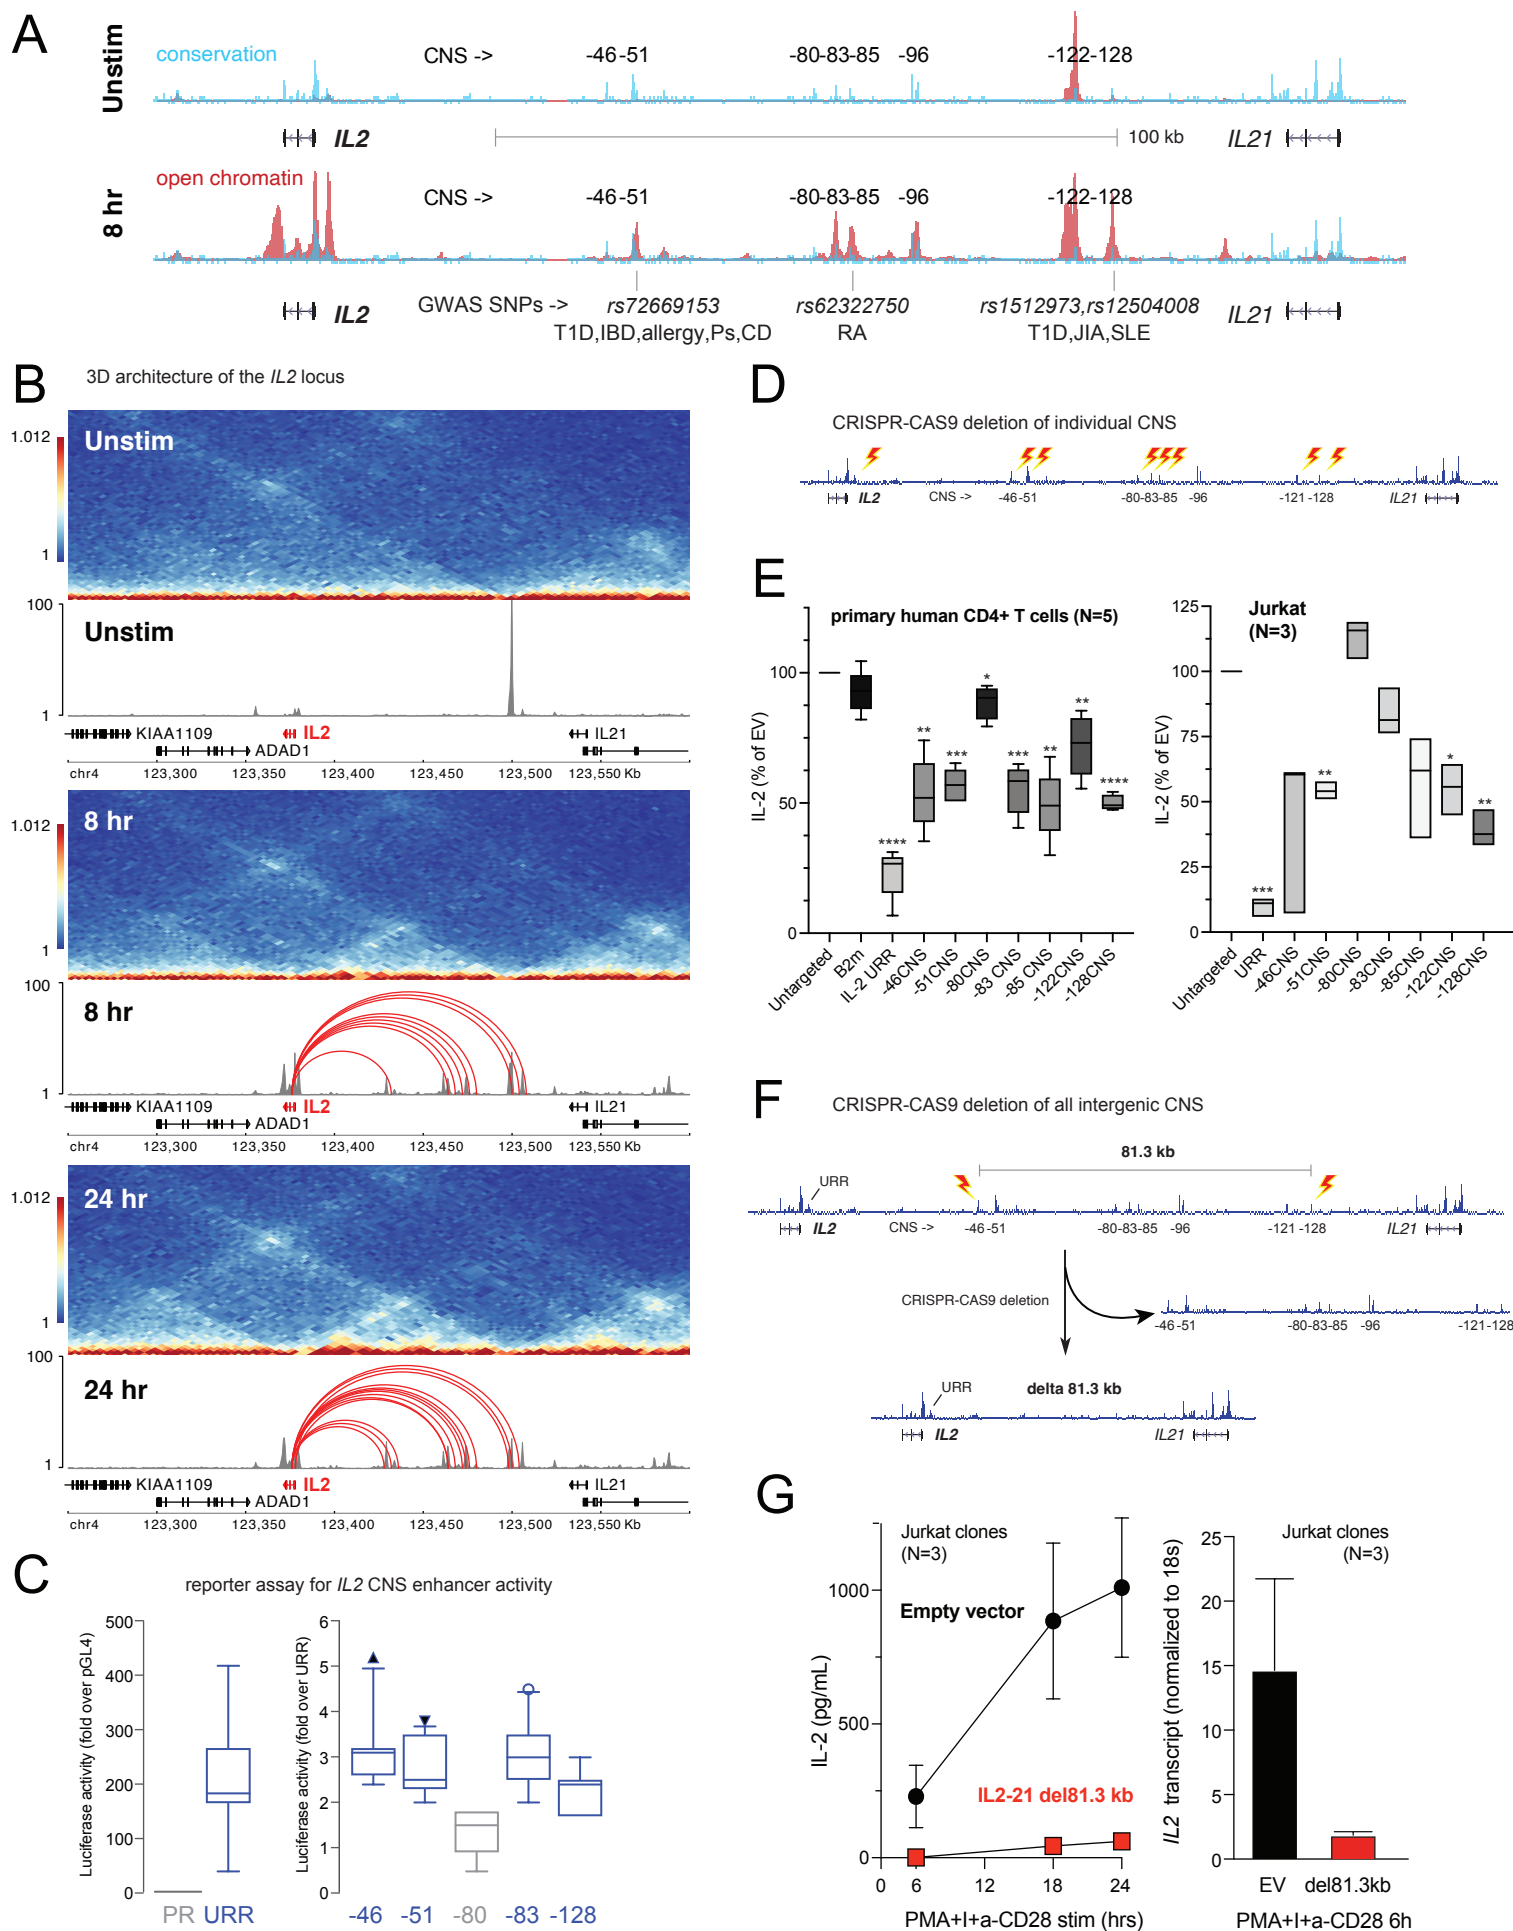 A
Unstim
conservation
CNS ->
-46-51
-80-83-85
-96
-122-128
IL2
100 kb
IL21
8 hr
open chromatin
CNS ->
-46-51
-80-83-85
-96
-122-128
GWAS SNPs ->
rs72669153
rs62322750
rs1512973,rs12504008
IL2
IL21
T1D,IBD,allergy,Ps,CD
RA
T1D,JIA,SLE
B
3D architecture of the IL2 locus
1.012
Unstim
1
100
Unstim
1
KIAA1109
IL2
IL21
ADAD1
chr4
123,300
123,350
123,400
123,450
123,500
123,550 Kb
1.012
8 hr
1
100
8 hr
1
KIAA1109
IL2
IL21
ADAD1
chr4
123,300
123,350
123,400
123,450
123,500
123,550 Kb
1.012
24 hr
1
100
24 hr
1
KIAA1109
IL2
IL21
ADAD1
chr4
123,300
123,350
123,400
123,450
123,500
123,550 Kb
C
reporter assay for IL2 CNS enhancer activity
Luciferase activity (fold over pGL4)
500
400
300
200
100
0
PR
URR
Luciferase activity (fold over URR)
6
5
4
3
2
1
0
-46
-51
-80
-83
-128
D
CRISPR-CAS9 deletion of individual CNS
IL2
CNS ->
-46-51
-80-83-85
-96
-121 -128
IL21
E
primary human CD4+ T cells (N=5)
IL-2 (% of EV)
100
50
0
*
**
***
***
**
**
****
****
Untargeted
B2m
IL-2 URR
-46CNS
-51CNS
-80CNS
-83 CNS
-85 CNS
-122CNS
-128CNS
Jurkat
(N=3)
IL-2 (% of EV)
125
100
75
50
25
0
***
**
*
**
Untargeted
URR
-46CNS
-51CNS
-80CNS
-83CNS
-85CNS
-122CNS
-128CNS
F
CRISPR-CAS9 deletion of all intergenic CNS
81.3 kb
URR
IL2
CNS ->
-46-51
-80-83-85
-96
-121 -128
IL21
CRISPR-CAS9 deletion
-46-51
-80-83-85
-96
-121-128
URR
delta 81.3 kb
IL2
IL21
G
Jurkat clones
(N=3)
Empty vector
IL2-21 del81.3 kb
IL-2 (pg/mL)
1000
500
0
0
6
12
18
24
PMA+I+a-CD28 stim (hrs)
Jurkat clones
(N=3)
IL2 transcript (normalized to 18s)
25
20
15
10
5
0
EV
del81.3kb
PMA+I+a-CD28 6h